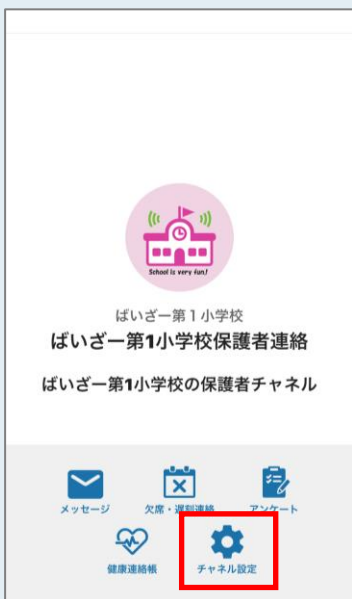 School is very fun!
ぱいざー第１小学校
ぱいざー第1小学校保護者連絡
ぱいざー第1小学校の保護者チャネル
メッセージ
欠席・遅刻連絡
アンケート
健康連絡帳
チャネル設定